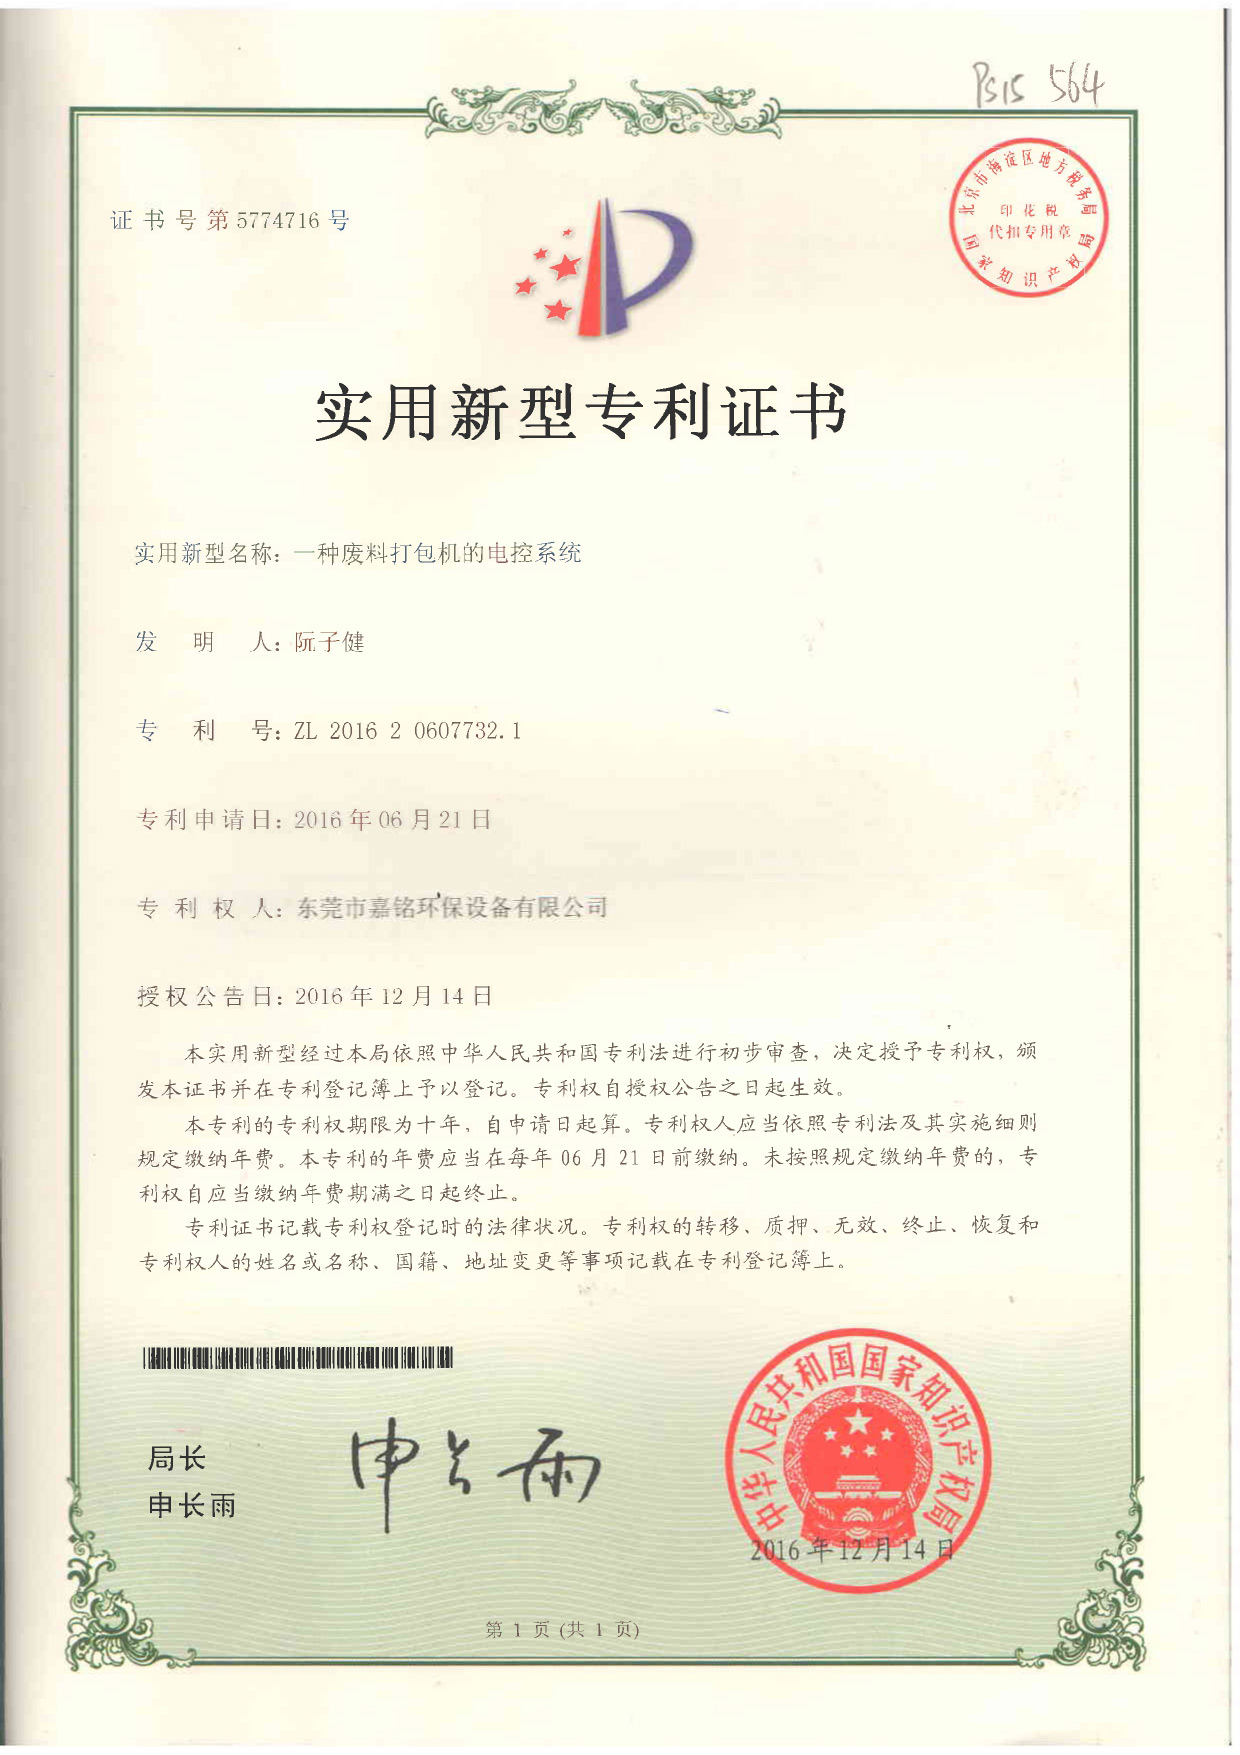 PS15 564
北京市海淀区地方税务局
印花税
代扣专用章
国家知识产权局
证书号第5774716号
实用新型专利证书
实用新型名称：一种废料打包机的电控系统
发明人：阮子健
专利号：ZL 2016 2 0607732.1
专利申请日：2016年06月21日
专利权人：东莞市嘉铭环保设备有限公司
授权公告日：2016年12月14日
本实用新型经过本局依照中华人民共和国专利法进行初步审查，决定授予专利权，颁
发本证书并在专利登记簿上予以登记。专利权自授权公告之日起生效。
本专利的专利权期限为十年，自申请日起算。专利权人应当依照专利法及其实施细则
规定缴纳年费。本专利的年费应当在每年06月21日前缴纳。未按照规定缴纳年费的，专
利权自应当缴纳年费期满之日起终止。
专利证书记载专利权登记时的法律状况。专利权的转移、质押、无效、终止、恢复和
专利权人的姓名或名称、国籍、地址变更等事项记载在专利登记簿上。
局长
申长雨
申长雨
中华人民共和国国家知识产权局
2016年12月14日
第1页(共1页)